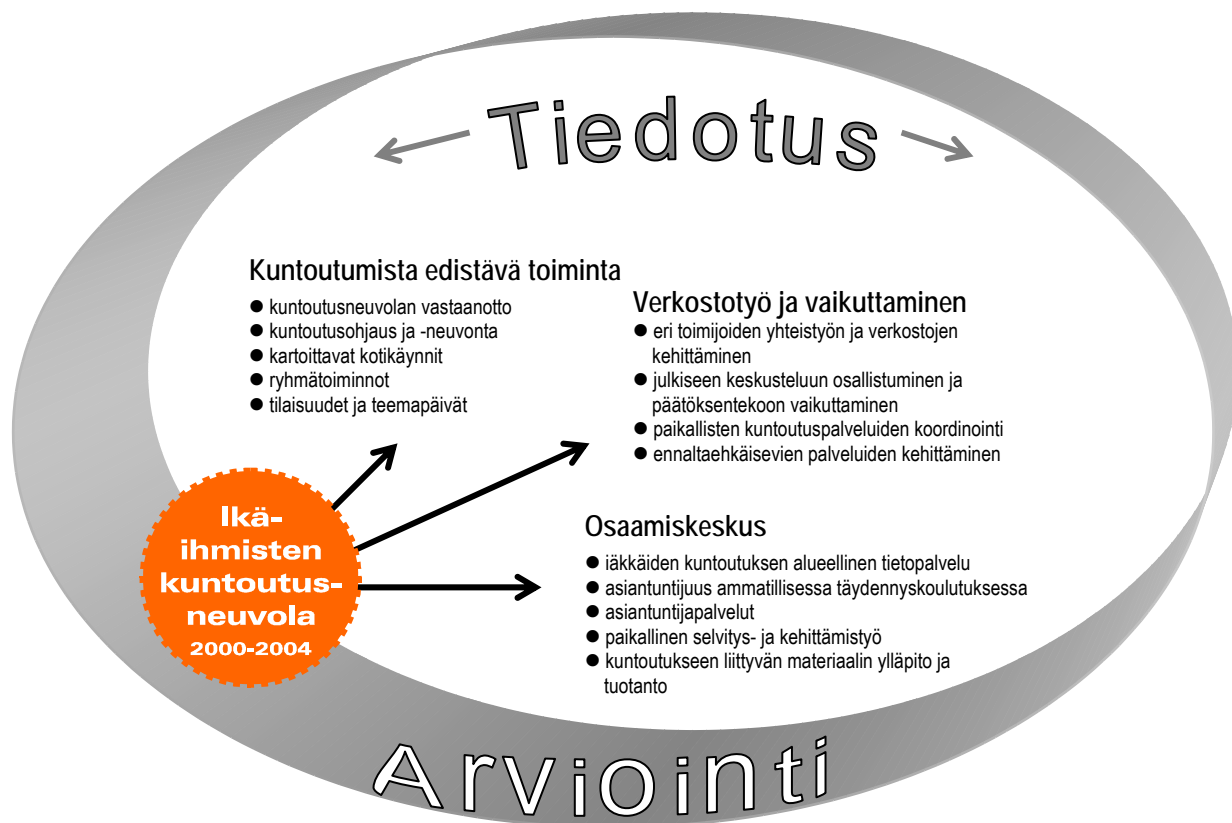 Tiedotus
Kuntoutumista edistävä toiminta
● kuntoutusneuvolan vastaanotto
● kuntoutusohjaus ja -neuvonta
● kartoittavat kotikäynnit
● ryhmätoiminnot
● tilaisuudet ja teemapäivät
Verkostotyö ja vaikuttaminen
● eri toimijoiden yhteistyön ja verkostojen
kehittäminen
● julkiseen keskusteluun osallistuminen ja
päätöksentekoon vaikuttaminen
● paikallisten kuntoutuspalveluiden koordinointi
● ennaltaehkäisevien palveluiden kehittäminen
Ikä-
ihmisten
kuntoutus-
neuvola
2000-2004
Osaamiskeskus
● iäkkäiden kuntoutuksen alueellinen tietopalvelu
● asiantuntijuus ammatillisessa täydennyskoulutuksessa
● asiantuntijapalvelut
● paikallinen selvitys- ja kehittämistyö
● kuntoutukseen liittyvän materiaalin ylläpito ja
tuotanto
Arviointi